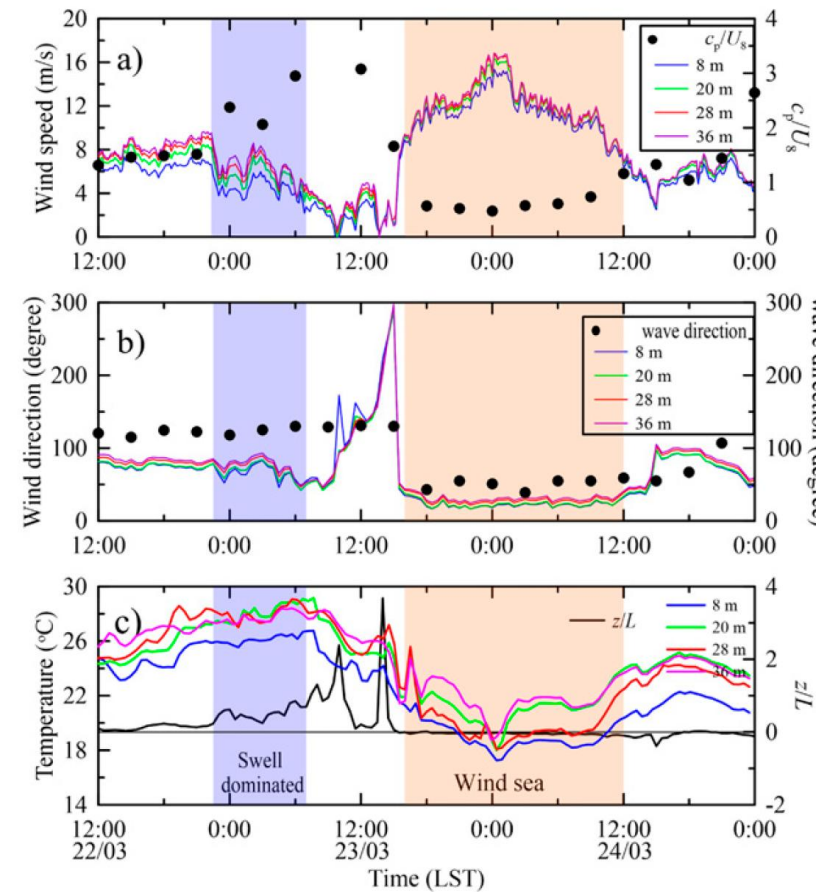 a)
Wind speed (m/s)
20
16
12
8
4
0
c_p/U_8
8 m
20 m
28 m
36 m
4
3
2
1
0
c_p/U_8
12:00 0:00 12:00 0:00 12:00 0:00
b)
Wind direction (degree)
300
200
100
0
wave direction
8 m
20 m
28 m
36 m
300
200
100
0
wave direction (degree)
12:00 0:00 12:00 0:00 12:00 0:00
c)
Temperature (°C)
30
26
22
18
14
z/L
8 m
20 m
28 m
36 m
4
2
0
-2
z/L
Swell
dominated
Wind sea
12:00 0:00 12:00 0:00 12:00 0:00
22/03 23/03 24/03
Time (LST)